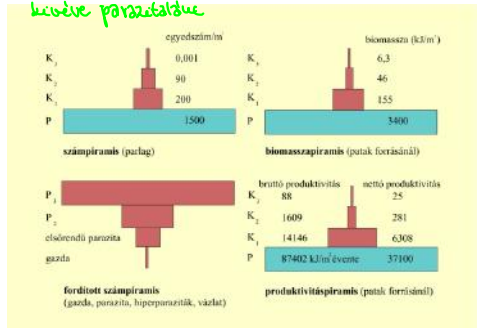 kivéve parazitalánc
egyedszám/m²
K₃ 0,001
K₂ 90
K₁ 200
P 1500
számpiramis (parlag)
biomassza (kJ/m²)
K₃ 6,3
K₂ 46
K₁ 155
P 3400
biomasszapiramis (patak forrásánál)
P₃
P₂
elsőrendű parazita
gazda
fordított számpiramis
(gazda, parazita, hiperparaziták, vázlat)
bruttó produktivitás nettó produktivitás
K₃ 88 25
K₂ 1609 281
K₁ 14146 6308
P 87402 kJ/m² évente 37100
produktivitáspiramis (patak forrásánál)